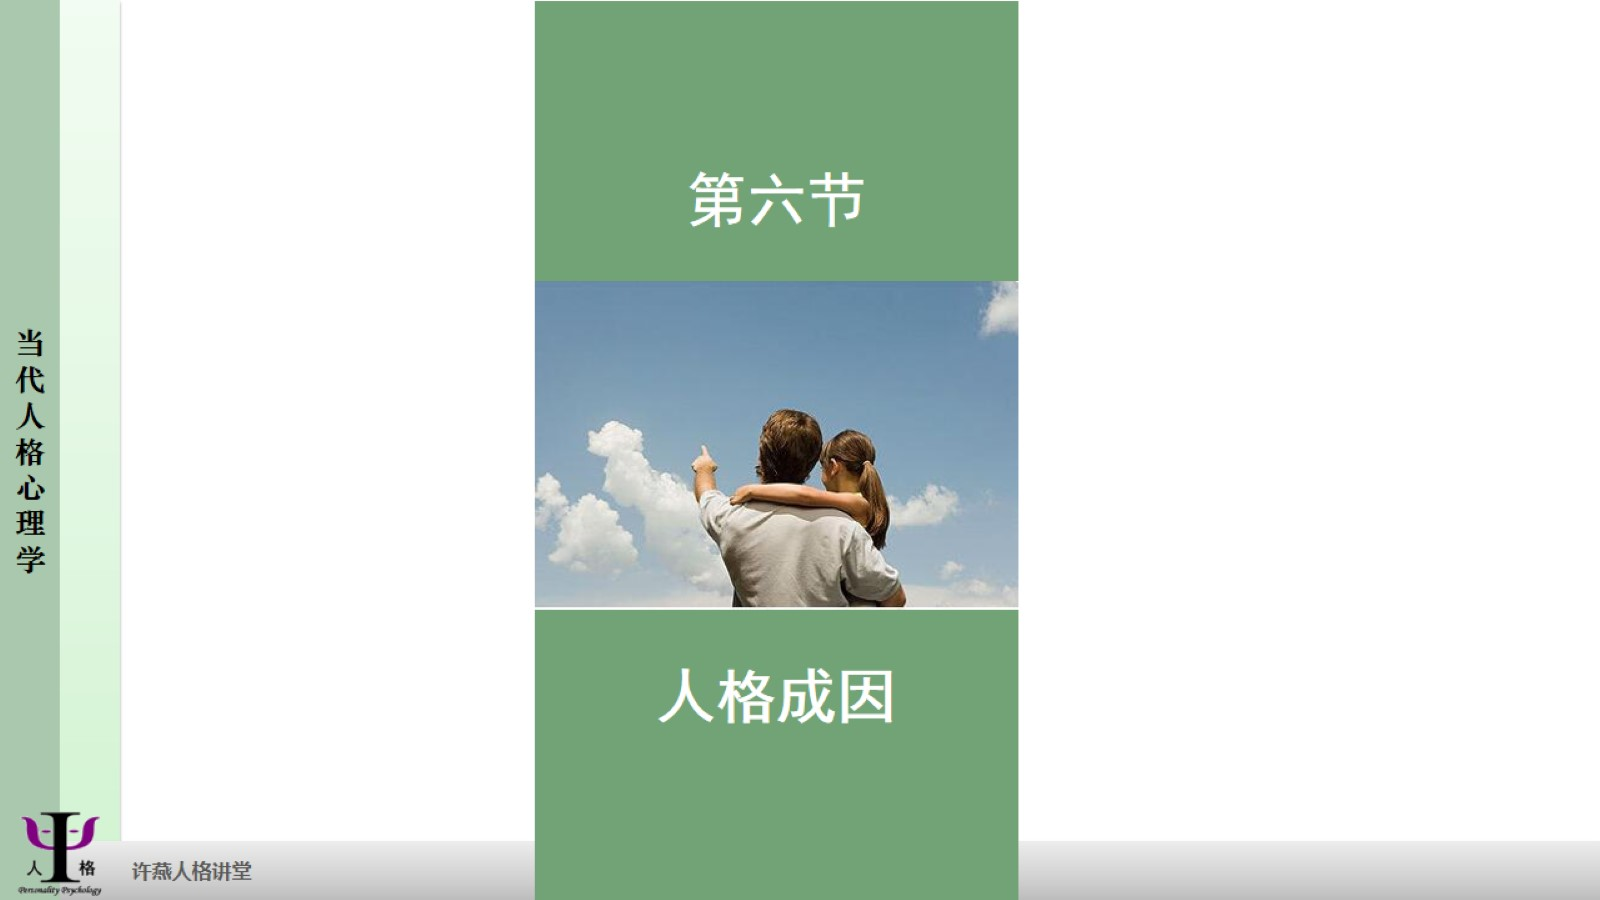 第六节
人格成因
当代人格心理学
人格
Personality Psychology
许燕人格讲堂